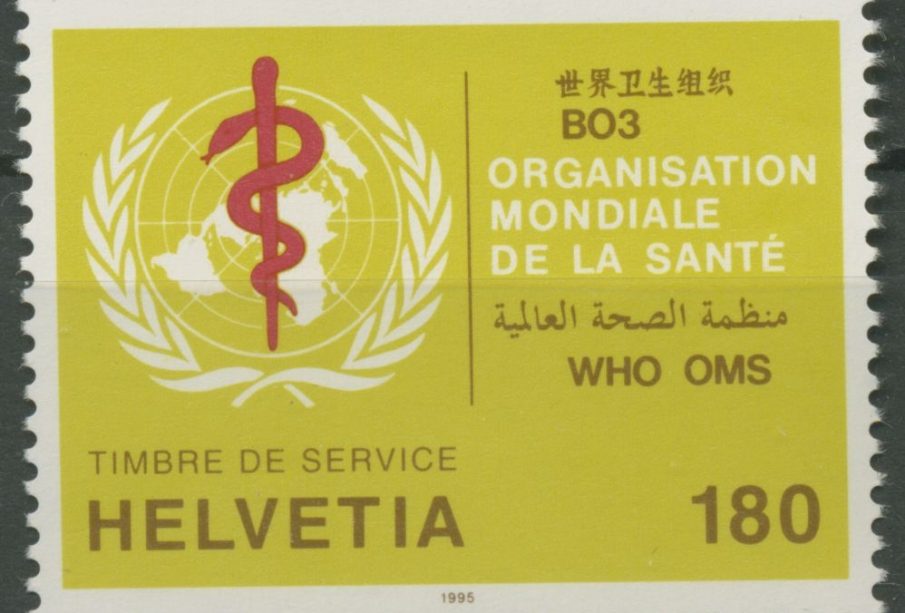 世界卫生组织
ВОЗ
ORGANISATION
MONDIALE
DE LA SANTÉ
منظمة الصحة العالمية
WHO OMS
TIMBRE DE SERVICE
HELVETIA
180
1995